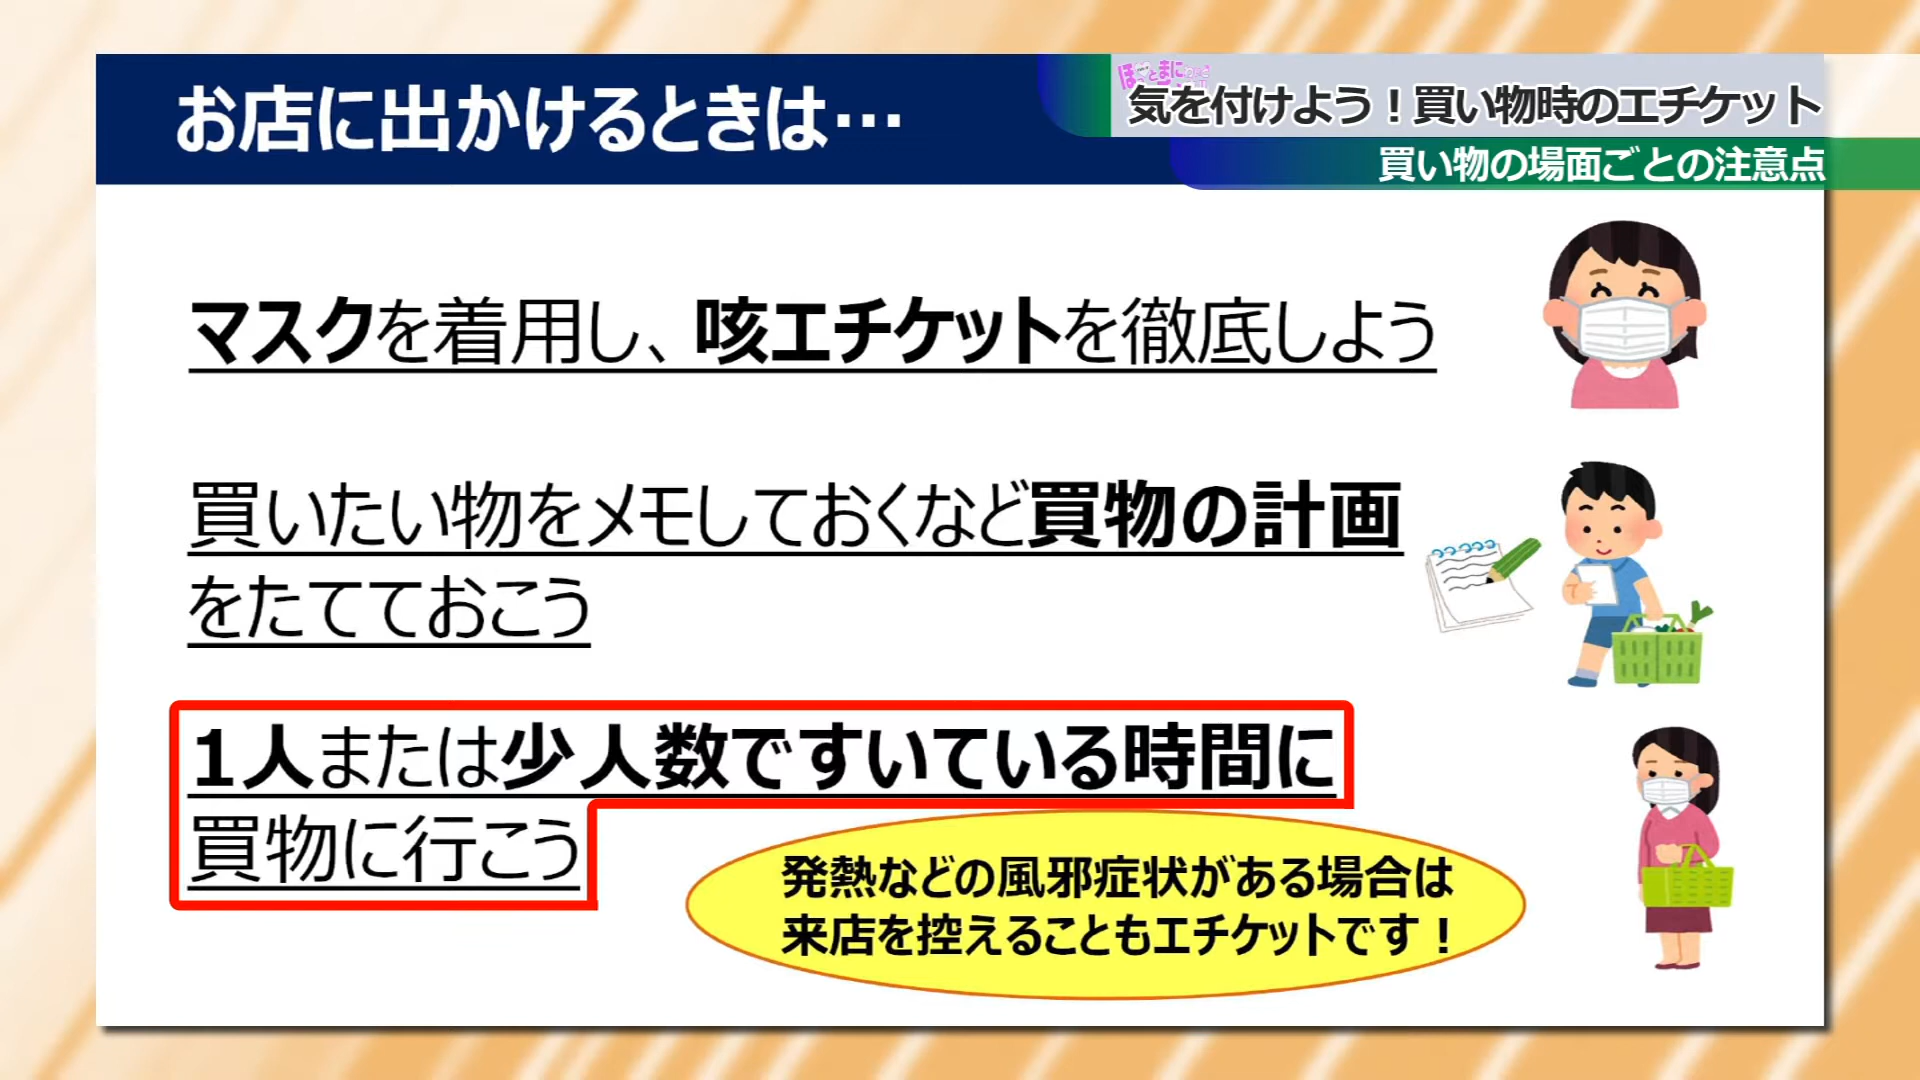 お店に出かけるときは…
気を付けよう！買い物時のエチケット
買い物の場面ごとの注意点
マスクを着用し、咳エチケットを徹底しよう
買いたい物をメモしておくなど買物の計画
をたてておこう
1人または少人数ですいている時間に
買物に行こう
発熱などの風邪症状がある場合は
来店を控えることもエチケットです！